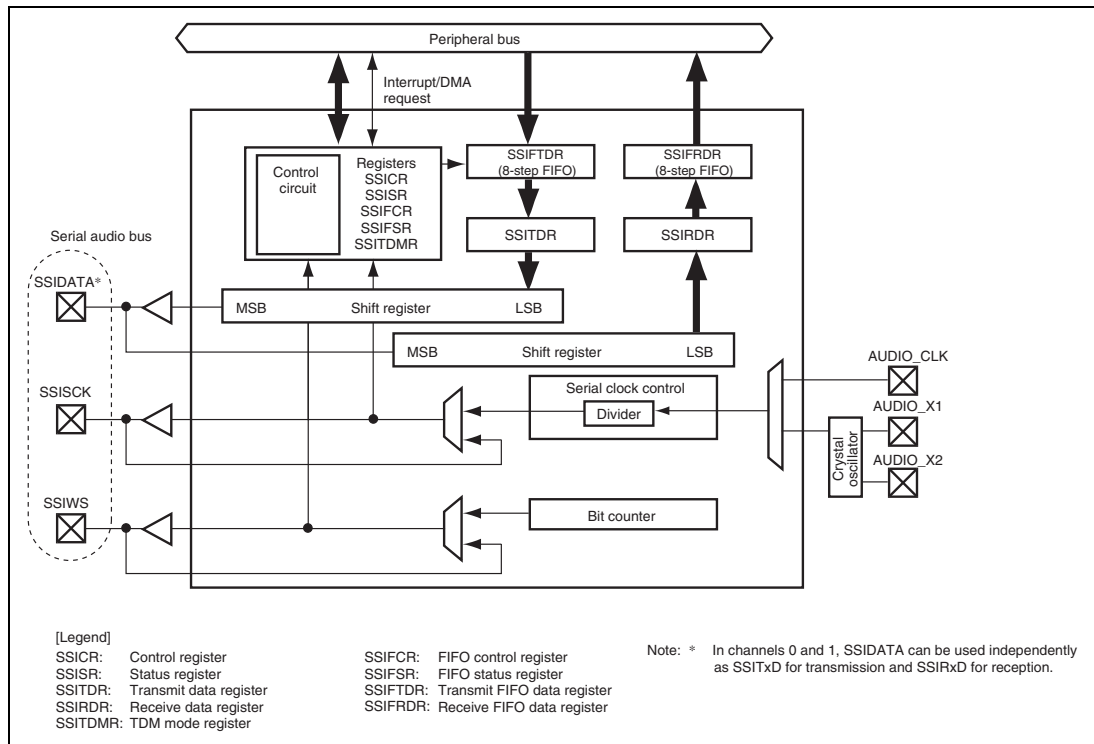 Peripheral bus
Interrupt/DMA
request
Control
circuit
Registers
SSICR
SSISR
SSIFCR
SSIFSR
SSITDMR
SSIFTDR
(8-step FIFO)
SSIFRDR
(8-step FIFO)
SSITDR
SSIRDR
Serial audio bus
SSIDATA*
MSB Shift register LSB
MSB Shift register LSB
SSISCK
Serial clock control
Divider
AUDIO_CLK
AUDIO_X1
AUDIO_X2
Crystal
oscillator
SSIWS
Bit counter
[Legend]
SSICR: Control register
SSISR: Status register
SSITDR: Transmit data register
SSIRDR: Receive data register
SSITDMR: TDM mode register
SSIFCR: FIFO control register
SSIFSR: FIFO status register
SSIFTDR: Transmit FIFO data register
SSIFRDR: Receive FIFO data register
Note: * In channels 0 and 1, SSIDATA can be used independently
as SSITxD for transmission and SSIRxD for reception.